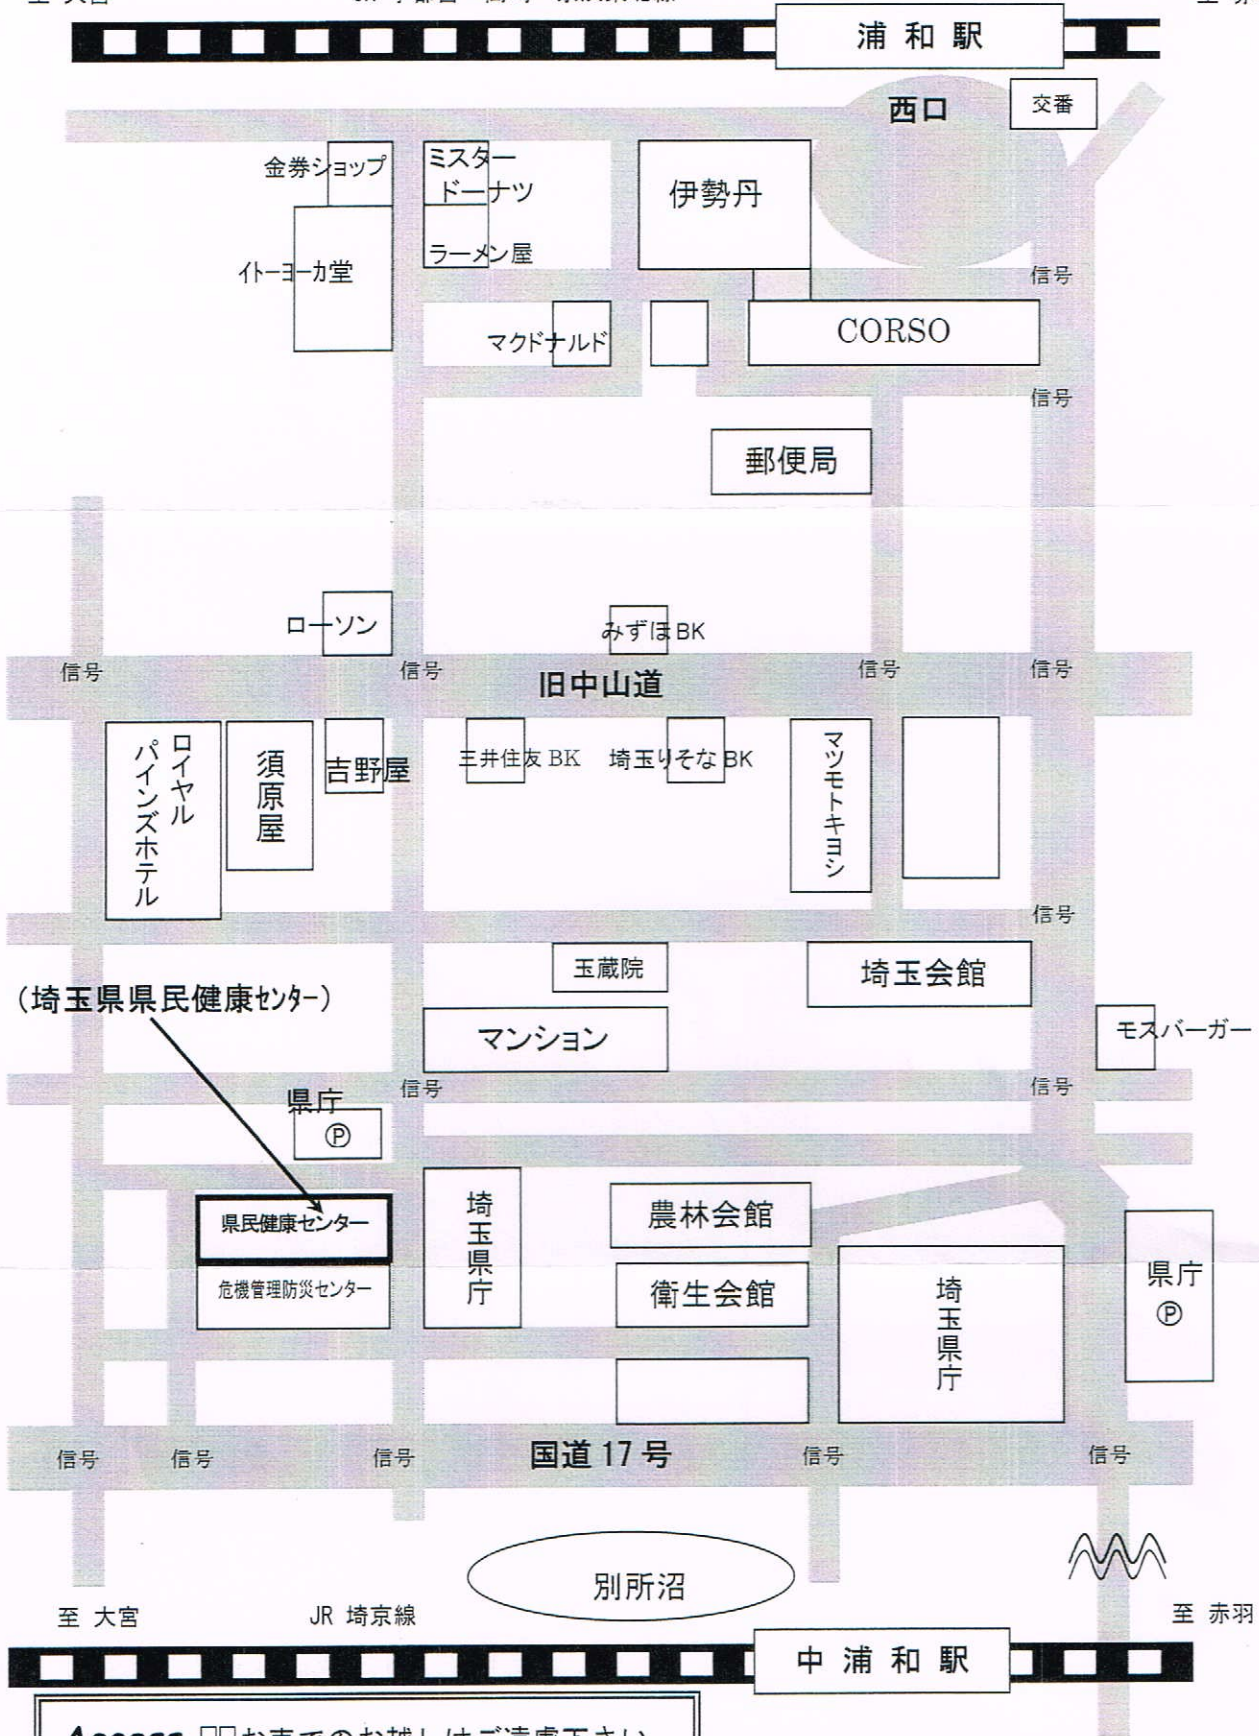 浦和駅
西口
交番
金券ショップ
ミスター
ドーナツ
伊勢丹
ラーメン屋
イトーヨーカ堂
信号
マクドナルド
CORSO
信号
郵便局
ローソン
みずほBK
信号
信号
旧中山道
信号
信号
ロイヤル
パインズホテル
須原屋
吉野屋
三井住友BK
埼玉りそなBK
マツモトキヨシ
信号
玉蔵院
埼玉会館
(埼玉県県民健康センター)
マンション
モスバーガー
信号
信号
県庁
Ⓟ
県民健康センター
埼玉県庁
農林会館
危機管理防災センター
衛生会館
埼玉県庁
県庁
Ⓟ
信号
信号
信号
国道17号
信号
信号
別所沼
至 大宮
JR 埼京線
至 赤羽
中浦和駅